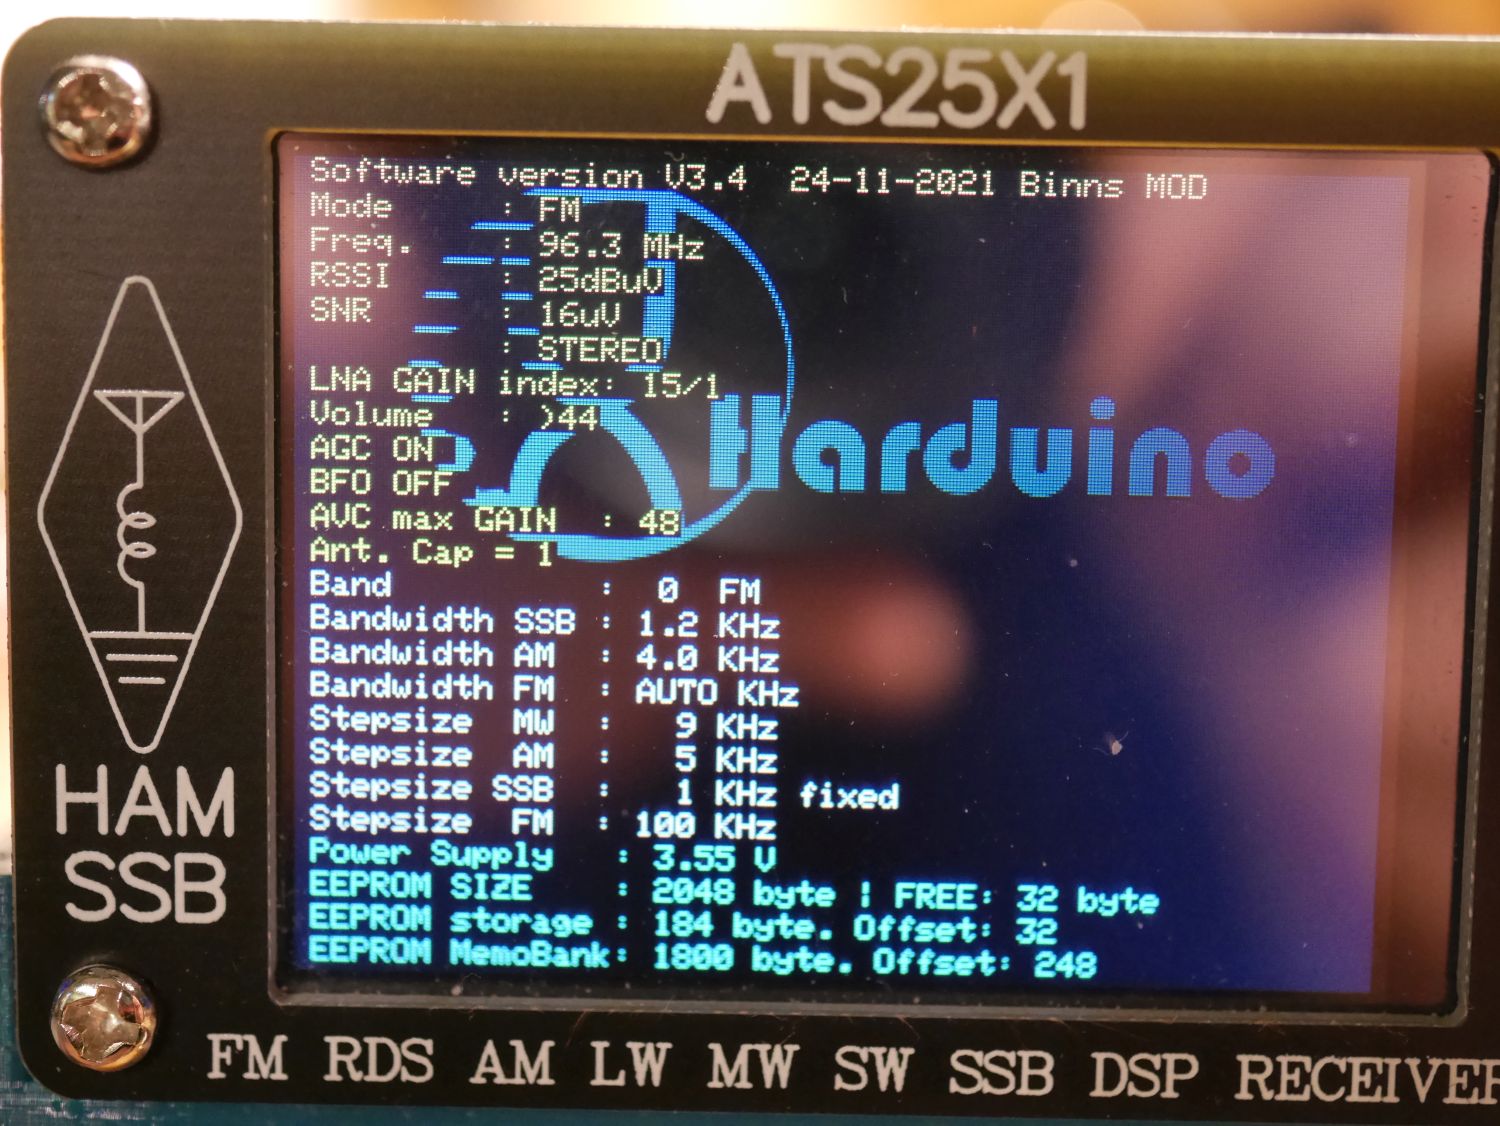 ATS25X1
Software version V3.4 24-11-2021 Binns MOD
Mode : FM
Freq. : 96.3 MHz
RSSI : 25dBuV
SNR : 16uV
: STEREO
LNA GAIN index: 15/1
Volume : )44
AGC ON
BFO OFF
AVC max GAIN : 48
Ant. Cap = 1
Harduino
Band : 0 FM
Bandwidth SSB : 1.2 KHz
Bandwidth AM : 4.0 KHz
Bandwidth FM : AUTO KHz
Stepsize MW : 9 KHz
Stepsize AM : 5 KHz
Stepsize SSB : 1 KHz fixed
Stepsize FM : 100 KHz
Power Supply : 3.55 V
EEPROM SIZE : 2048 byte | FREE: 32 byte
EEPROM storage : 184 byte. Offset: 32
EEPROM MemoBank: 1800 byte. Offset: 248
HAM
SSB
FM RDS AM LW MW SW SSB DSP RECEIVER